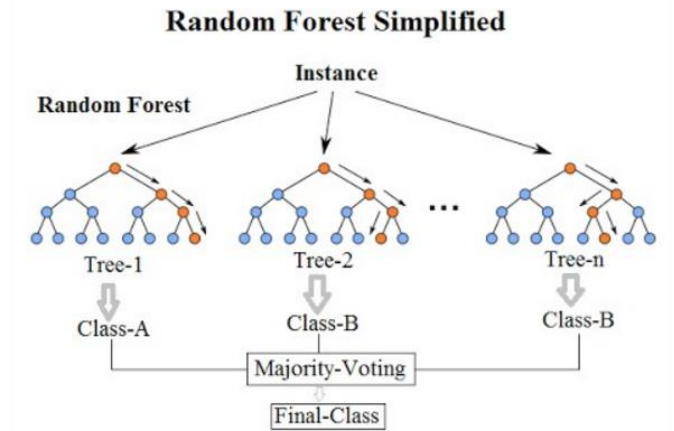 Random Forest Simplified
Instance
Random Forest
...
Tree-1
Tree-2
Tree-n
Class-A
Class-B
Class-B
Majority-Voting
Final-Class